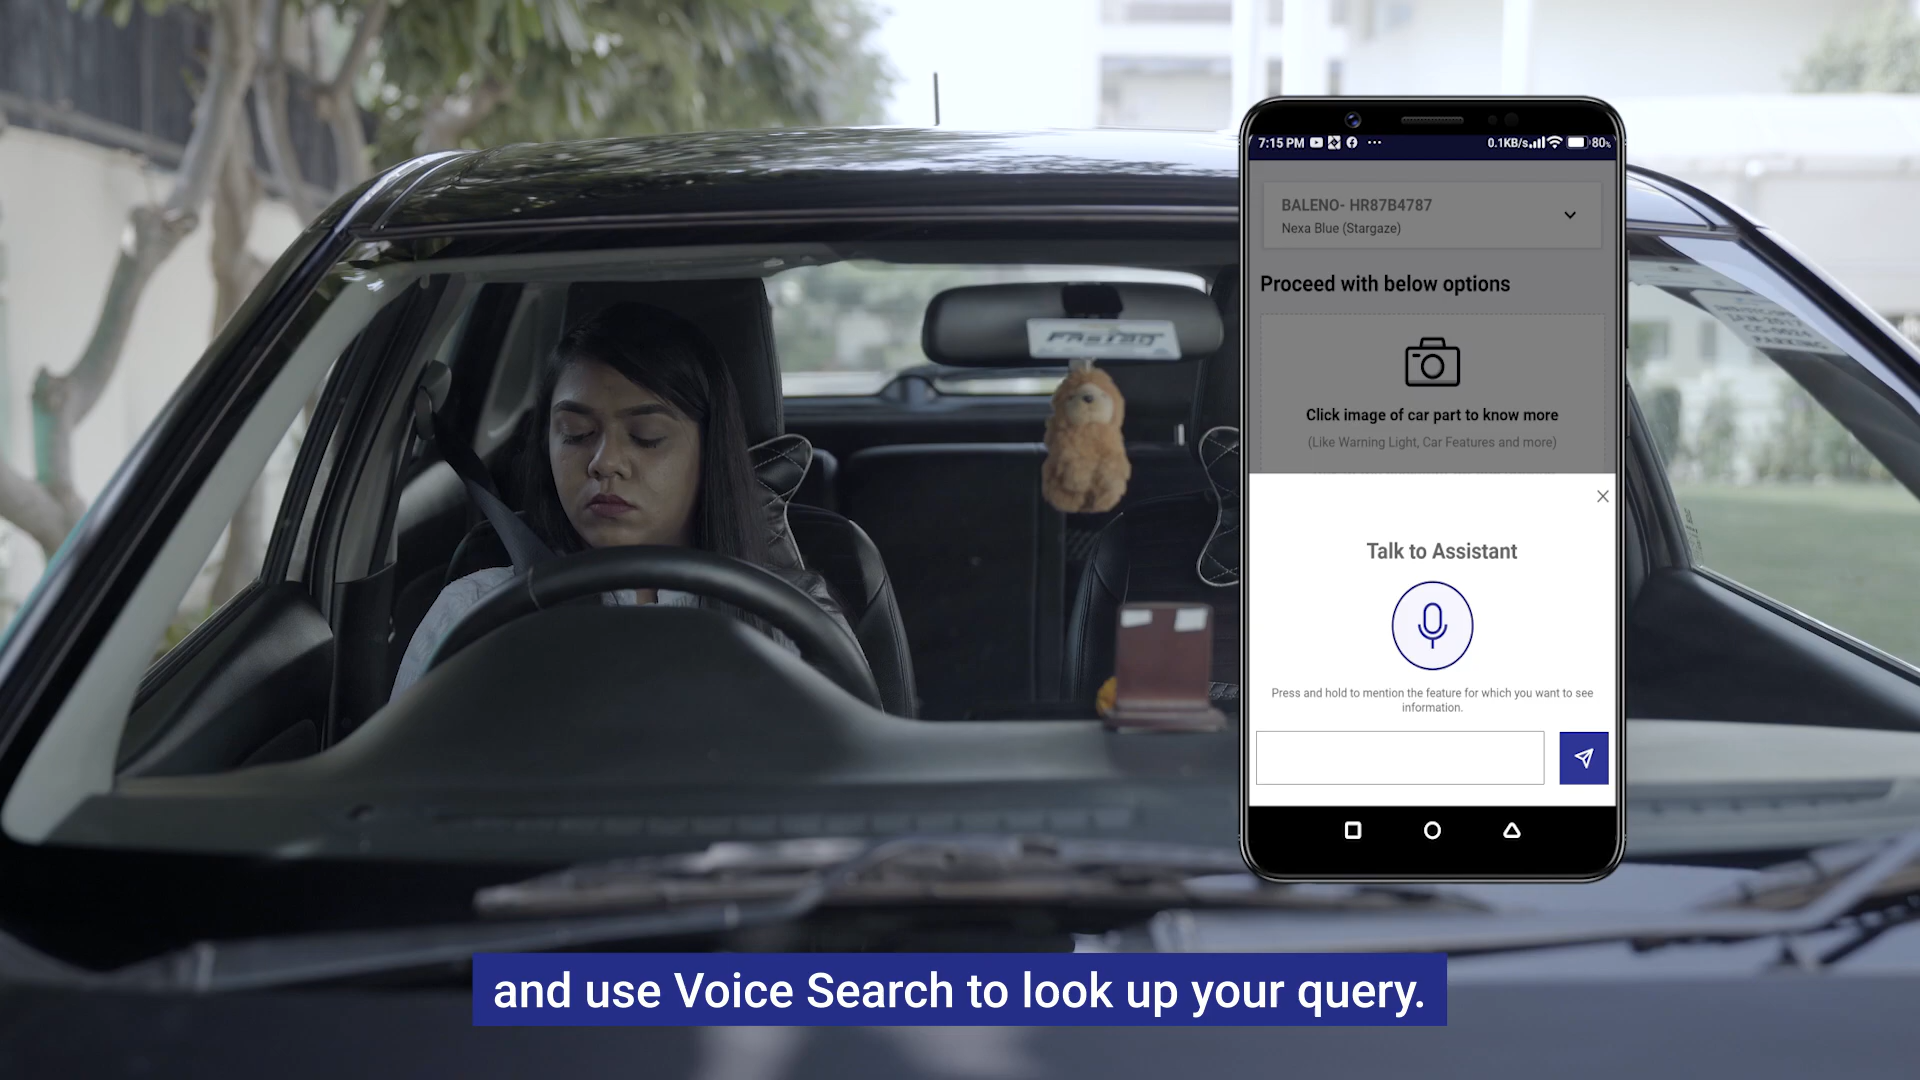 7:15 PM
0.1KB/s
80%
BALENO- HR87B4787
Nexa Blue (Stargaze)
Proceed with below options
Click image of car part to know more
(Like Warning Light, Car Features and more)
Talk to Assistant
Press and hold to mention the feature for which you want to see
information.
FASTAG
PARKING
and use Voice Search to look up your query.